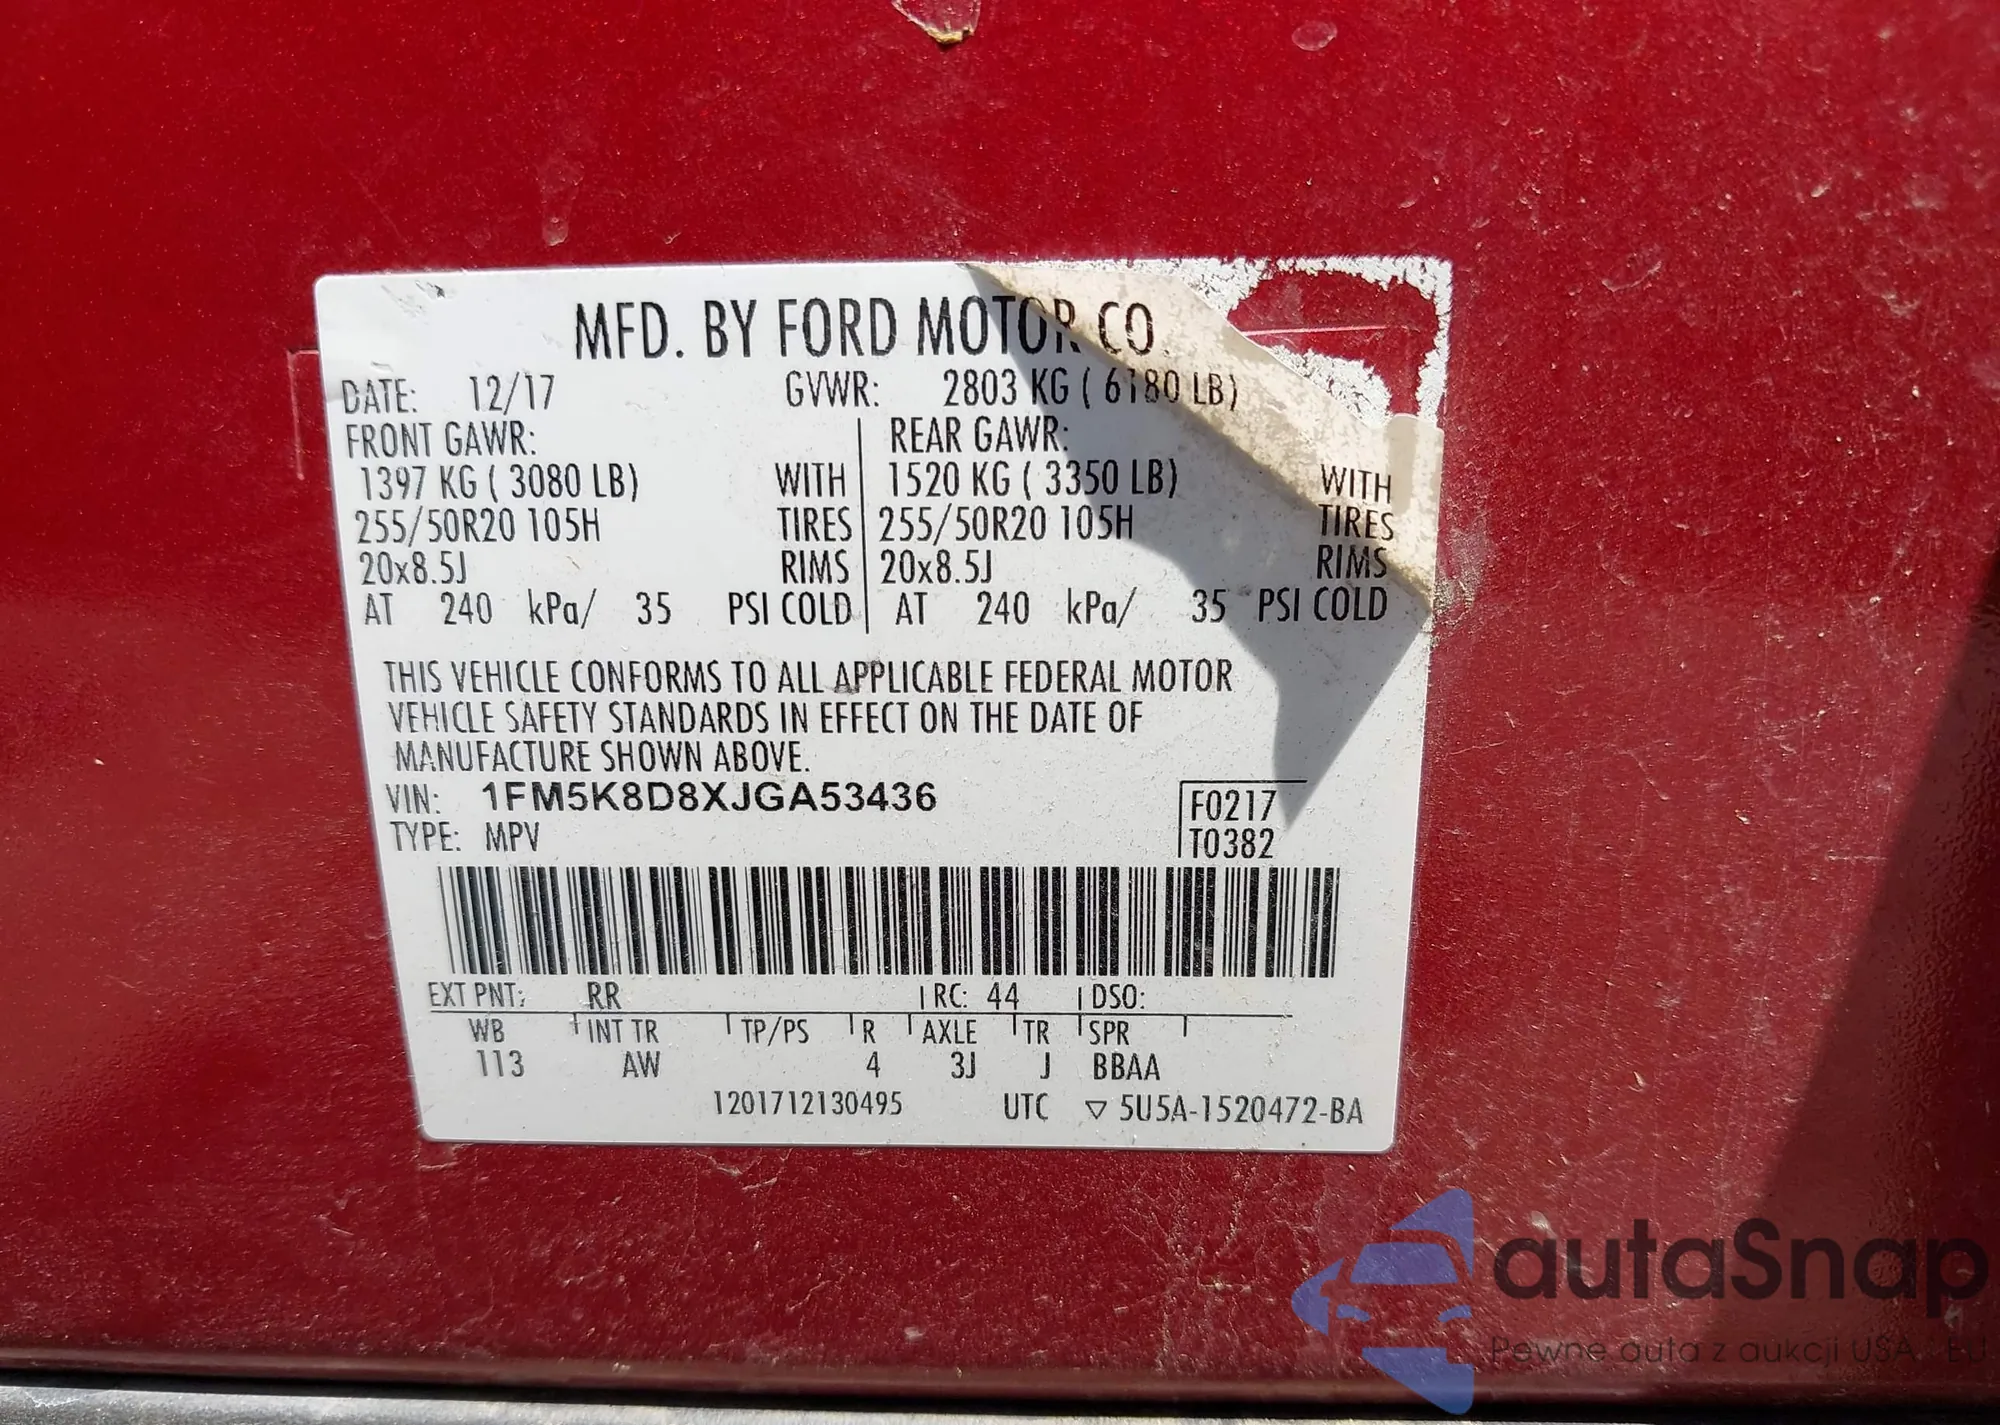 MFD. BY FORD MOTOR CO.
DATE: 12/17 GVWR: 2803 KG ( 6180 LB)
FRONT GAWR: REAR GAWR:
1397 KG ( 3080 LB) WITH 1520 KG ( 3350 LB) WITH
255/50R20 105H TIRES 255/50R20 105H TIRES
20x8.5J RIMS 20x8.5J RIMS
AT 240 kPa/ 35 PSI COLD AT 240 kPa/ 35 PSI COLD
THIS VEHICLE CONFORMS TO ALL APPLICABLE FEDERAL MOTOR
VEHICLE SAFETY STANDARDS IN EFFECT ON THE DATE OF
MANUFACTURE SHOWN ABOVE.
VIN: 1FM5K8D8XJGA53436 F0217
TYPE: MPV T0382
EXT PNT: RR RC: 44 DSO:
WB INT TR TP/PS R AXLE TR SPR
113 AW 4 3J J BBAA
1201712130495 UTC ▽ 5U5A-1520472-BA
autaSnap
Pewne auta z aukcji USA, EU